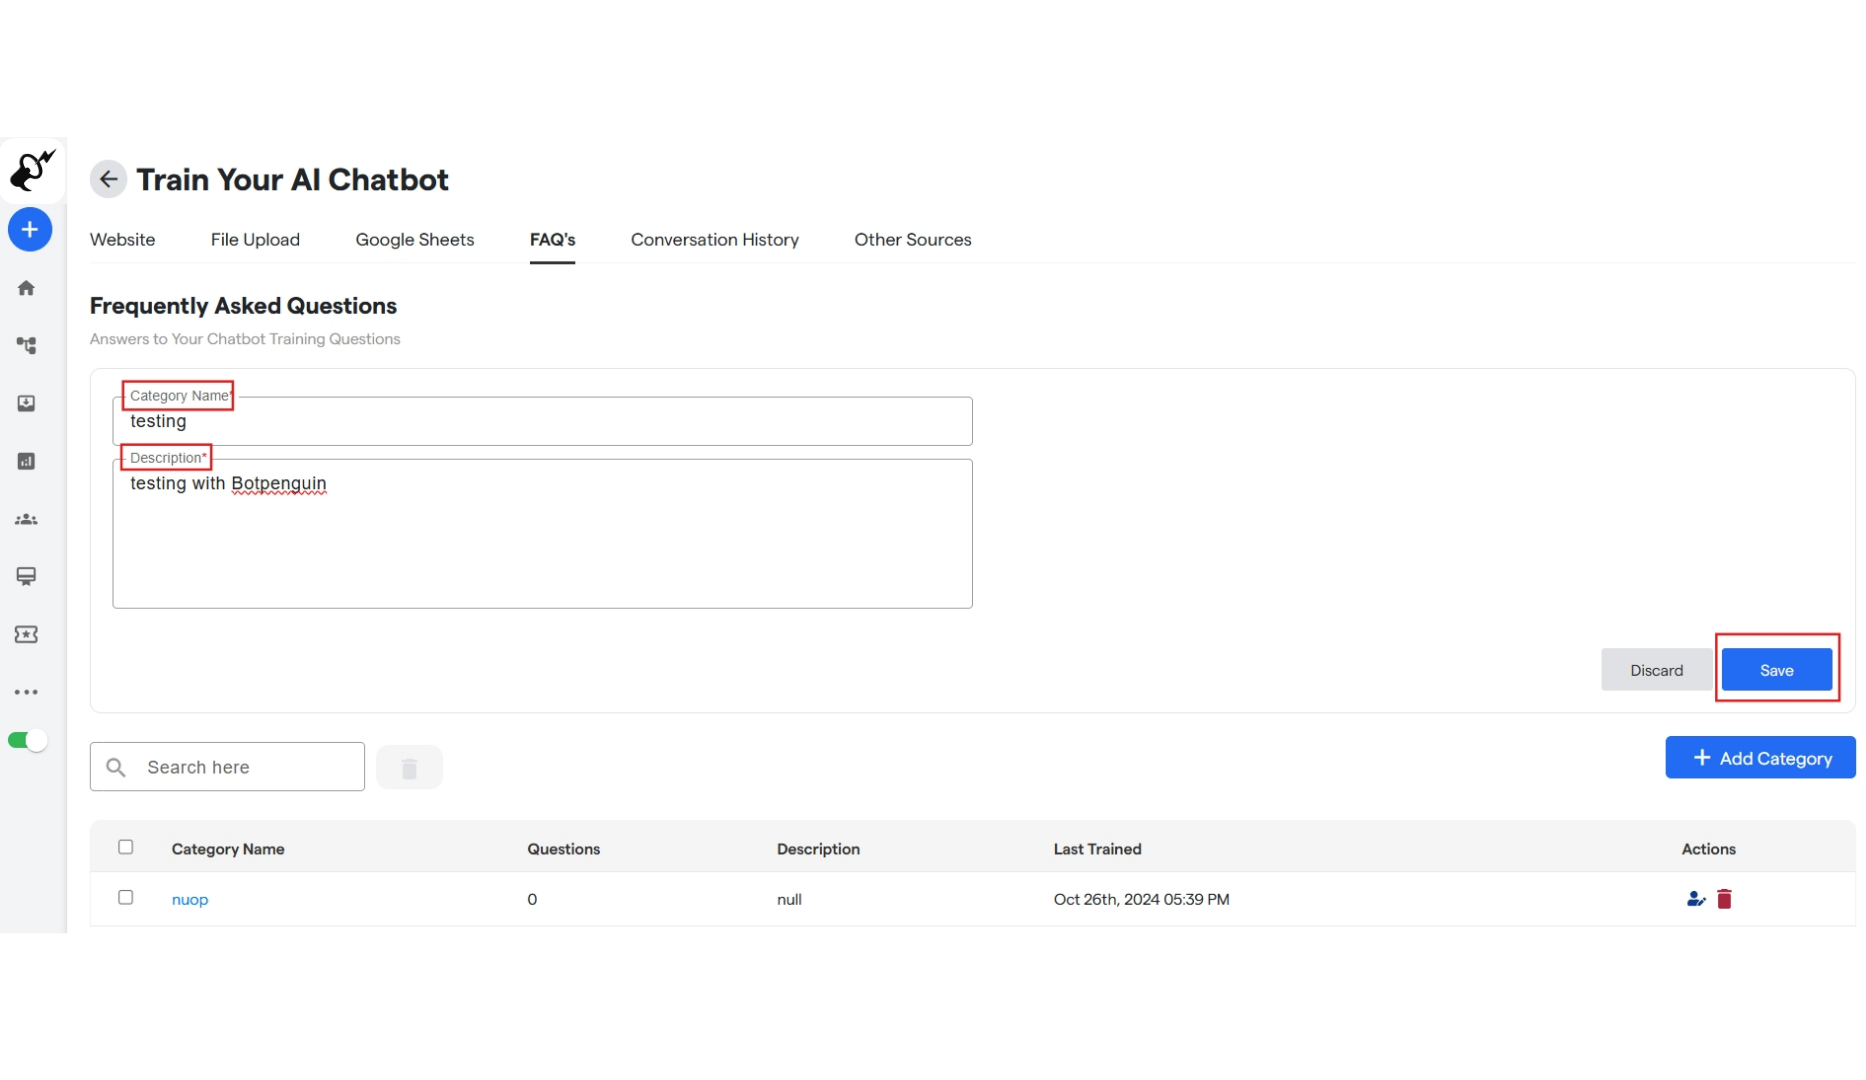 Train Your AI Chatbot
Website File Upload Google Sheets FAQ's Conversation History Other Sources
Frequently Asked Questions
Answers to Your Chatbot Training Questions
Category Name*
testing
Description*
testing with Botpenguin
Discard Save
Search here
+ Add Category
Category Name Questions Description Last Trained Actions
nuop 0 null Oct 26th, 2024 05:39 PM